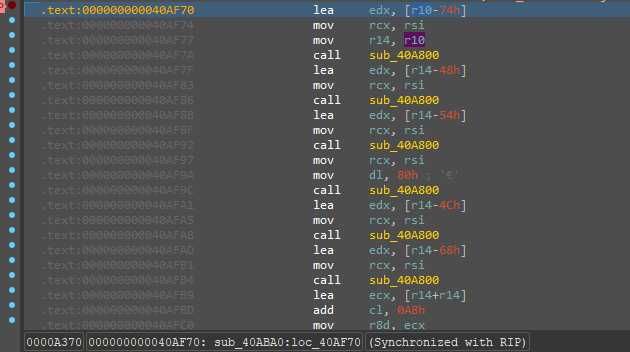 .text:000000000040AF70 lea edx, [r10-74h]
.text:000000000040AF74 mov rcx, rsi
.text:000000000040AF77 mov r14, r10
.text:000000000040AF7A call sub_40A800
.text:000000000040AF7F lea edx, [r14-48h]
.text:000000000040AF83 mov rcx, rsi
.text:000000000040AF86 call sub_40A800
.text:000000000040AF8B lea edx, [r14-54h]
.text:000000000040AF8F mov rcx, rsi
.text:000000000040AF92 call sub_40A800
.text:000000000040AF97 mov rcx, rsi
.text:000000000040AF9A mov dl, 80h ; '€'
.text:000000000040AF9C call sub_40A800
.text:000000000040AFA1 lea edx, [r14-4Ch]
.text:000000000040AFA5 mov rcx, rsi
.text:000000000040AFA8 call sub_40A800
.text:000000000040AFAD lea edx, [r14-68h]
.text:000000000040AFB1 mov rcx, rsi
.text:000000000040AFB4 call sub_40A800
.text:000000000040AFB9 lea ecx, [r14+r14]
.text:000000000040AFBD add cl, 0A8h
.text:000000000040AFC0 mov r8d, ecx
0000A370 000000000040AF70: sub_40ABA0:loc_40AF70 (Synchronized with RIP)